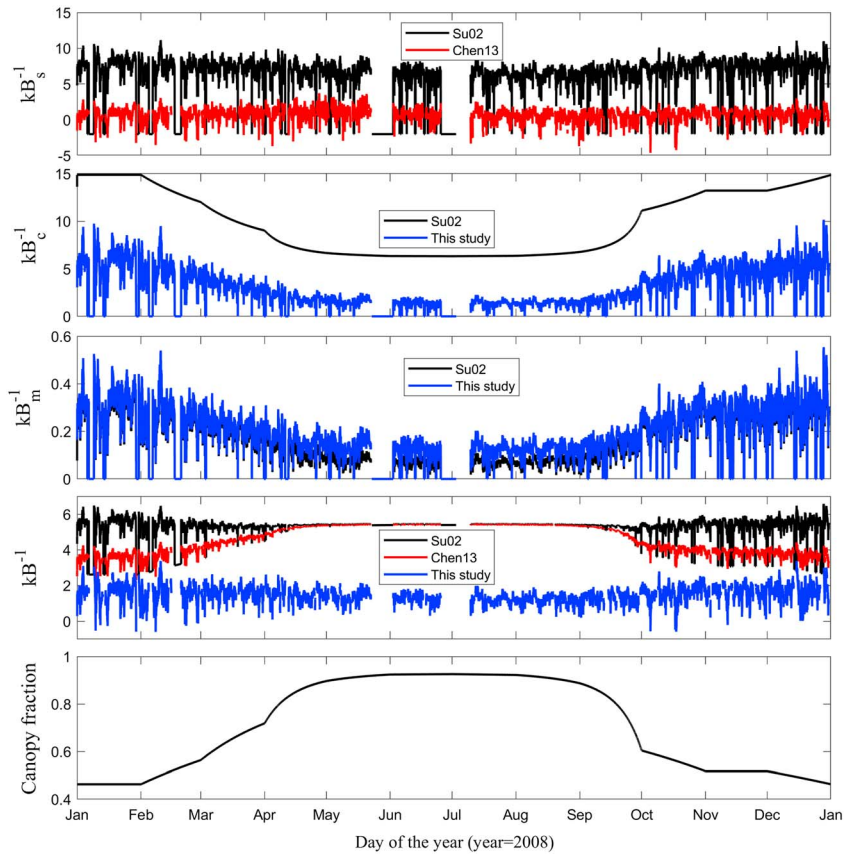 15
10
5
0
-5
kB⁻¹ₛ
Su02
Chen13
15
10
5
0
kB⁻¹_c
Su02
This study
0.6
0.4
0.2
0
kB⁻¹ₘ
Su02
This study
6
4
2
0
kB⁻¹
Su02
Chen13
This study
1
0.8
0.6
0.4
Canopy fraction
Jan Feb Mar Apr May Jun Jul Aug Sep Oct Nov Dec Jan
Day of the year (year=2008)